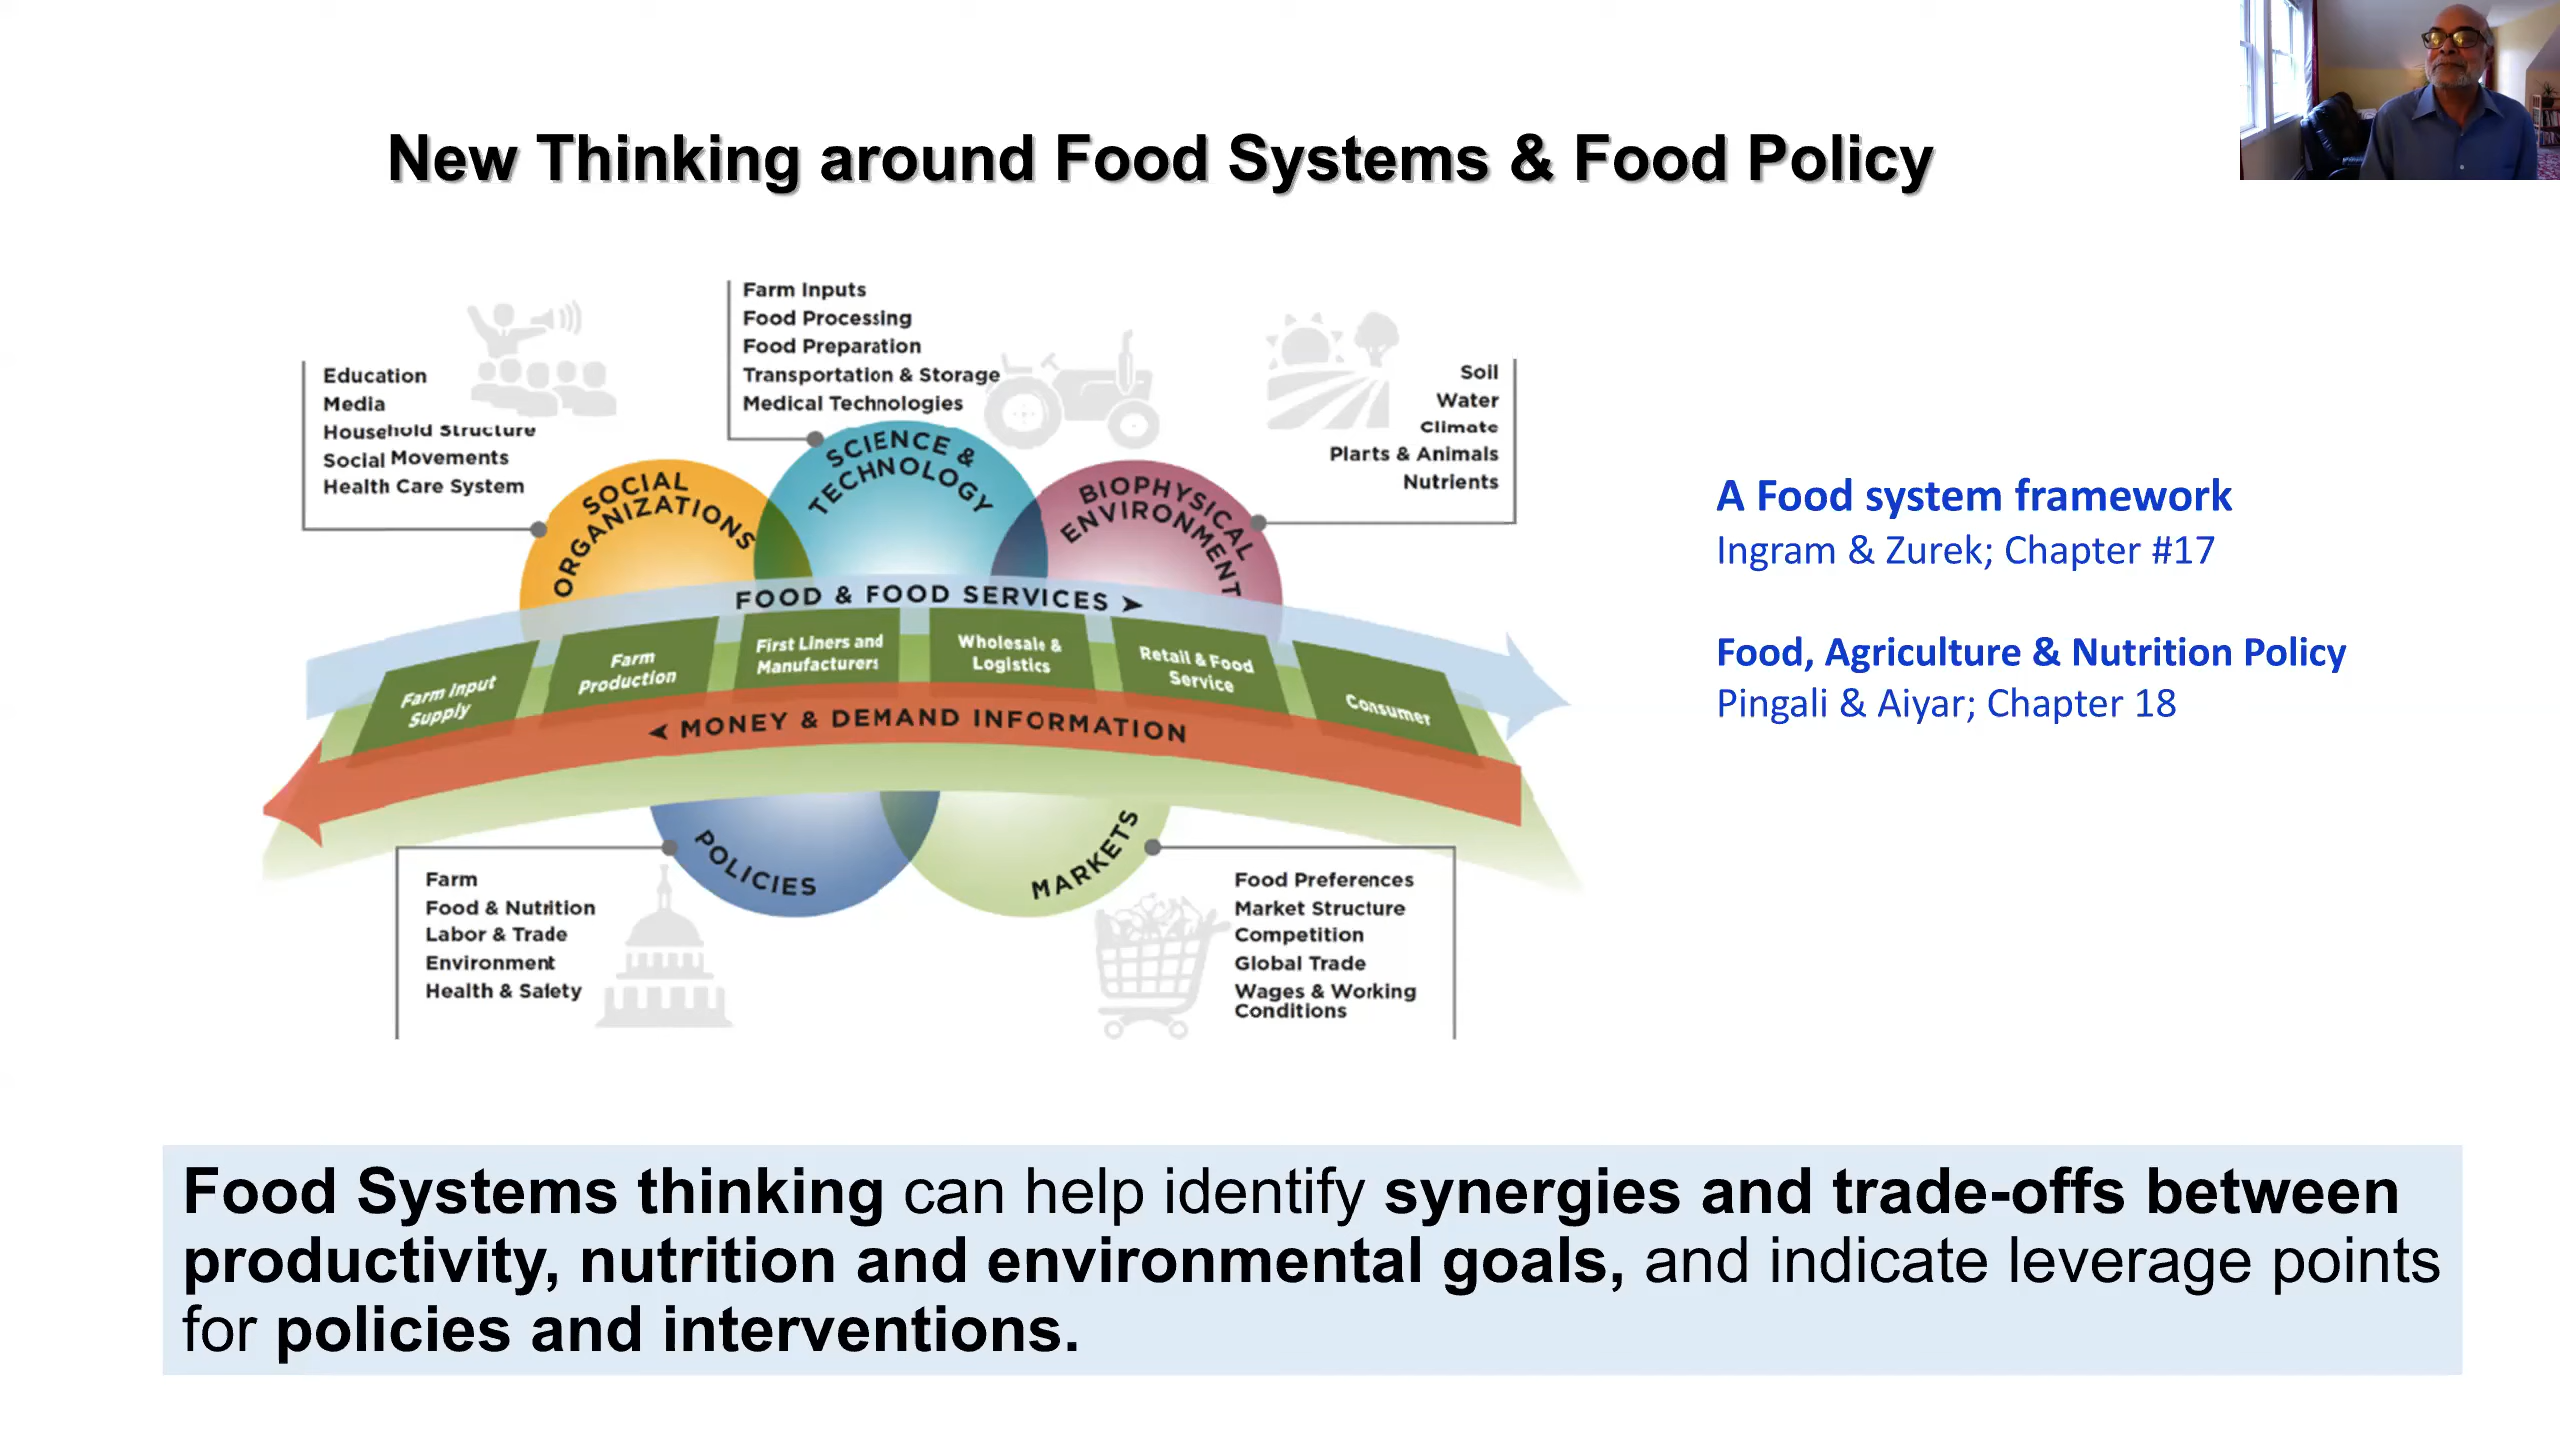 New Thinking around Food Systems & Food Policy
Farm Inputs
Food Processing
Food Preparation
Transportation & Storage
Medical Technologies
Education
Media
Household Structure
Social Movements
Health Care System
Soil
Water
Climate
Plants & Animals
Nutrients
SOCIAL
ORGANIZATIONS
SCIENCE &
TECHNOLOGY
BIOPHYSICAL
ENVIRONMENT
FOOD & FOOD SERVICES
Farm Input
Supply
Farm
Production
First Liners and
Manufacturers
Wholesale &
Logistics
Retail & Food
Service
Consumer
MONEY & DEMAND INFORMATION
POLICIES
MARKETS
Farm
Food & Nutrition
Labor & Trade
Environment
Health & Safety
Food Preferences
Market Structure
Competition
Global Trade
Wages & Working
Conditions
A Food system framework
Ingram & Zurek; Chapter #17
Food, Agriculture & Nutrition Policy
Pingali & Aiyar; Chapter 18
Food Systems thinking can help identify synergies and trade-offs between
productivity, nutrition and environmental goals, and indicate leverage points
for policies and interventions.